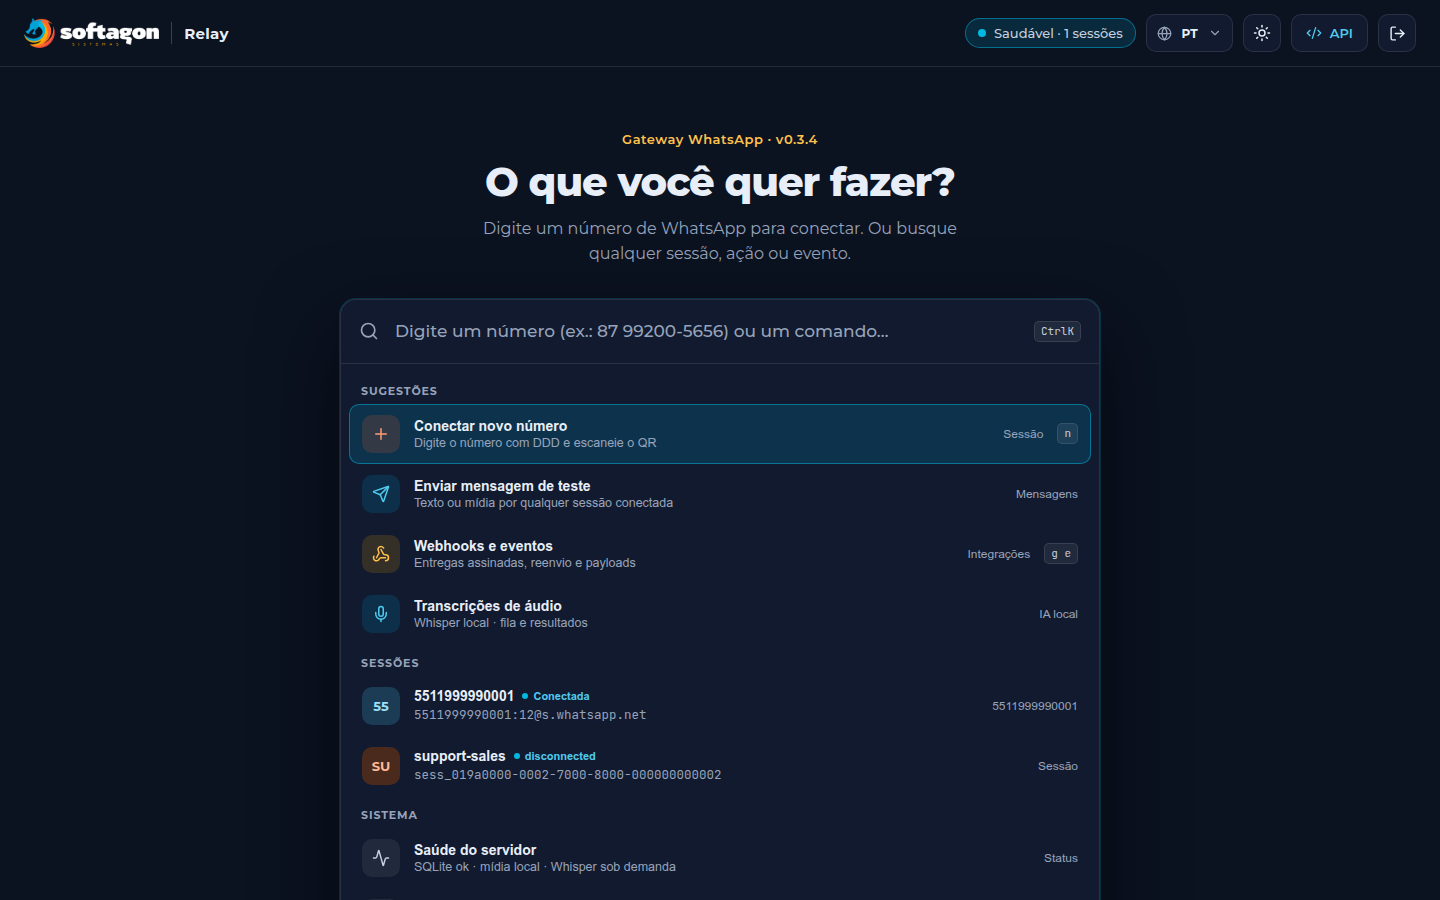 softagon
SISTEMAS
Relay
Saudável · 1 sessões
PT
API
Gateway WhatsApp · v0.3.4
O que você quer fazer?
Digite um número de WhatsApp para conectar. Ou busque
qualquer sessão, ação ou evento.
Digite um número (ex.: 87 99200-5656) ou um comando...
CtrlK
SUGESTÕES
Conectar novo número
Digite o número com DDD e escaneie o QR
Sessão
n
Enviar mensagem de teste
Texto ou mídia por qualquer sessão conectada
Mensagens
Webhooks e eventos
Entregas assinadas, reenvio e payloads
Integrações
g e
Transcrições de áudio
Whisper local · fila e resultados
IA local
SESSÕES
55
5511999990001
Conectada
5511999990001:12@s.whatsapp.net
5511999990001
SU
support-sales
disconnected
sess_019a0000-0002-7000-8000-000000000002
Sessão
SISTEMA
Saúde do servidor
SQLite ok · mídia local · Whisper sob demanda
Status